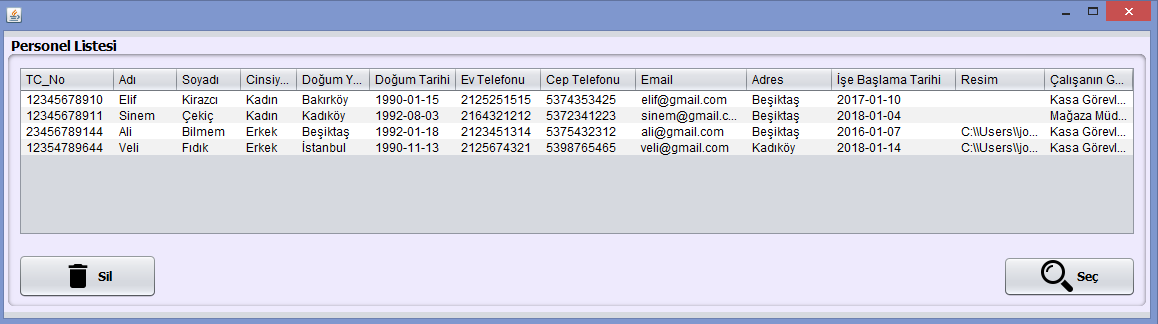 Personel Listesi
TC_No Adı Soyadı Cinsiy... Doğum Y... Doğum Tarihi Ev Telefonu Cep Telefonu Email Adres İşe Başlama Tarihi Resim Çalışanın G...
12345678910 Elif Kirazcı Kadın Bakırköy 1990-01-15 2125251515 5374353425 elif@gmail.com Beşiktaş 2017-01-10 Kasa Görevl...
12345678911 Sinem Çekiç Kadın Kadıköy 1992-08-03 2164321212 5372341223 sinem@gmail.c... Beşiktaş 2018-01-04 Mağaza Müd...
23456789144 Ali Bilmem Erkek Beşiktaş 1992-01-18 2123451314 5375432312 ali@gmail.com Beşiktaş 2016-01-07 C:\\Users\\jo... Kasa Görevl...
12354789644 Veli Fıdık Erkek İstanbul 1990-11-13 2125674321 5398765465 veli@gmail.com Kadıköy 2018-01-14 C:\\Users\\jo... Kasa Görevl...
Sil Seç